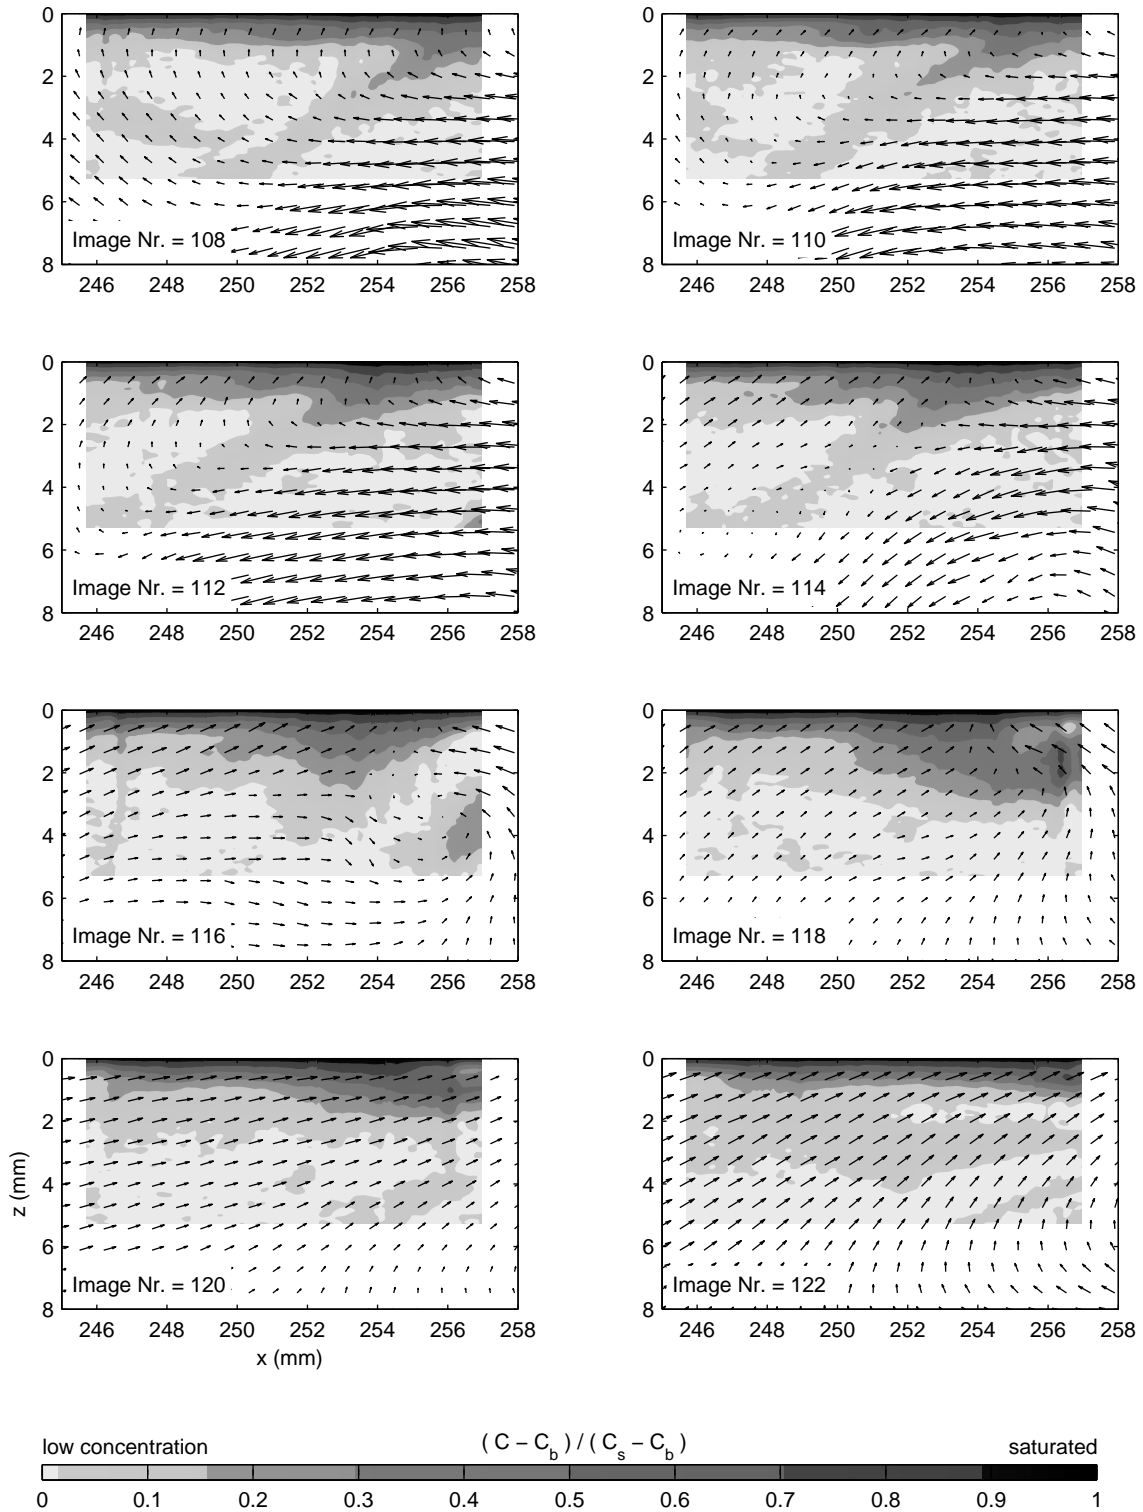 0
2
4
6
8
Image Nr. = 108
246 248 250 252 254 256 258
0
2
4
6
8
Image Nr. = 110
246 248 250 252 254 256 258
0
2
4
6
8
Image Nr. = 112
246 248 250 252 254 256 258
0
2
4
6
8
Image Nr. = 114
246 248 250 252 254 256 258
0
2
4
6
8
Image Nr. = 116
246 248 250 252 254 256 258
0
2
4
6
8
Image Nr. = 118
246 248 250 252 254 256 258
0
2
4
6
8
z (mm)
Image Nr. = 120
246 248 250 252 254 256 258
x (mm)
0
2
4
6
8
Image Nr. = 122
246 248 250 252 254 256 258
low concentration ( C − C_b ) / ( C_s − C_b ) saturated
0 0.1 0.2 0.3 0.4 0.5 0.6 0.7 0.8 0.9 1